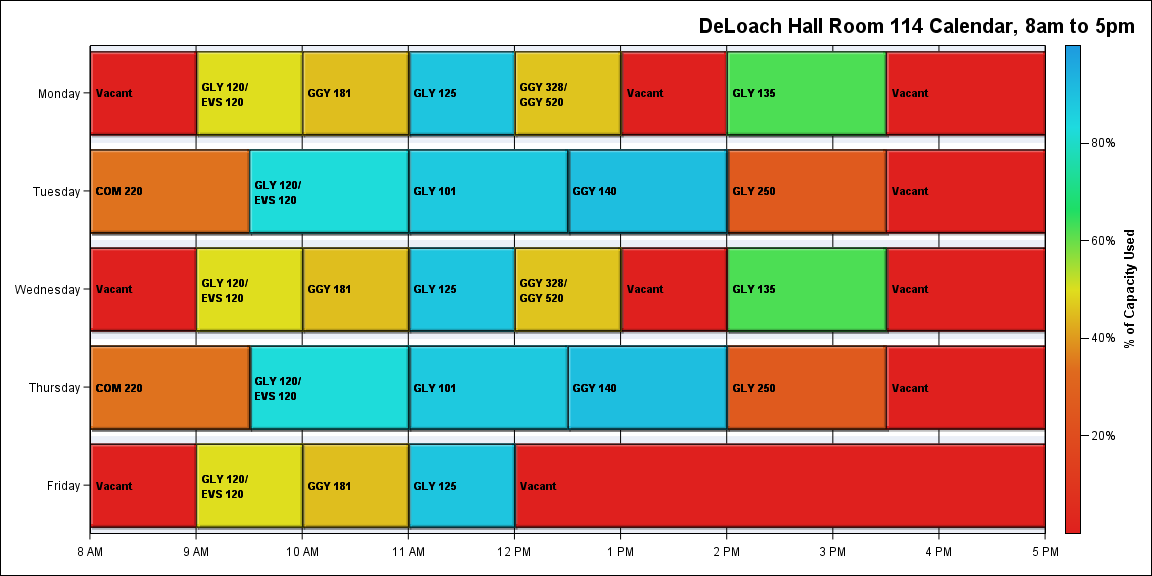 DeLoach Hall Room 114 Calendar, 8am to 5pm
Monday
Vacant
GLY 120/
EVS 120
GGY 181
GLY 125
GGY 328/
GGY 520
Vacant
GLY 135
Vacant
Tuesday
COM 220
GLY 120/
EVS 120
GLY 101
GGY 140
GLY 250
Vacant
Wednesday
Vacant
GLY 120/
EVS 120
GGY 181
GLY 125
GGY 328/
GGY 520
Vacant
GLY 135
Vacant
Thursday
COM 220
GLY 120/
EVS 120
GLY 101
GGY 140
GLY 250
Vacant
Friday
Vacant
GLY 120/
EVS 120
GGY 181
GLY 125
Vacant
8 AM
9 AM
10 AM
11 AM
12 PM
1 PM
2 PM
3 PM
4 PM
5 PM
80%
60%
40%
20%
% of Capacity Used